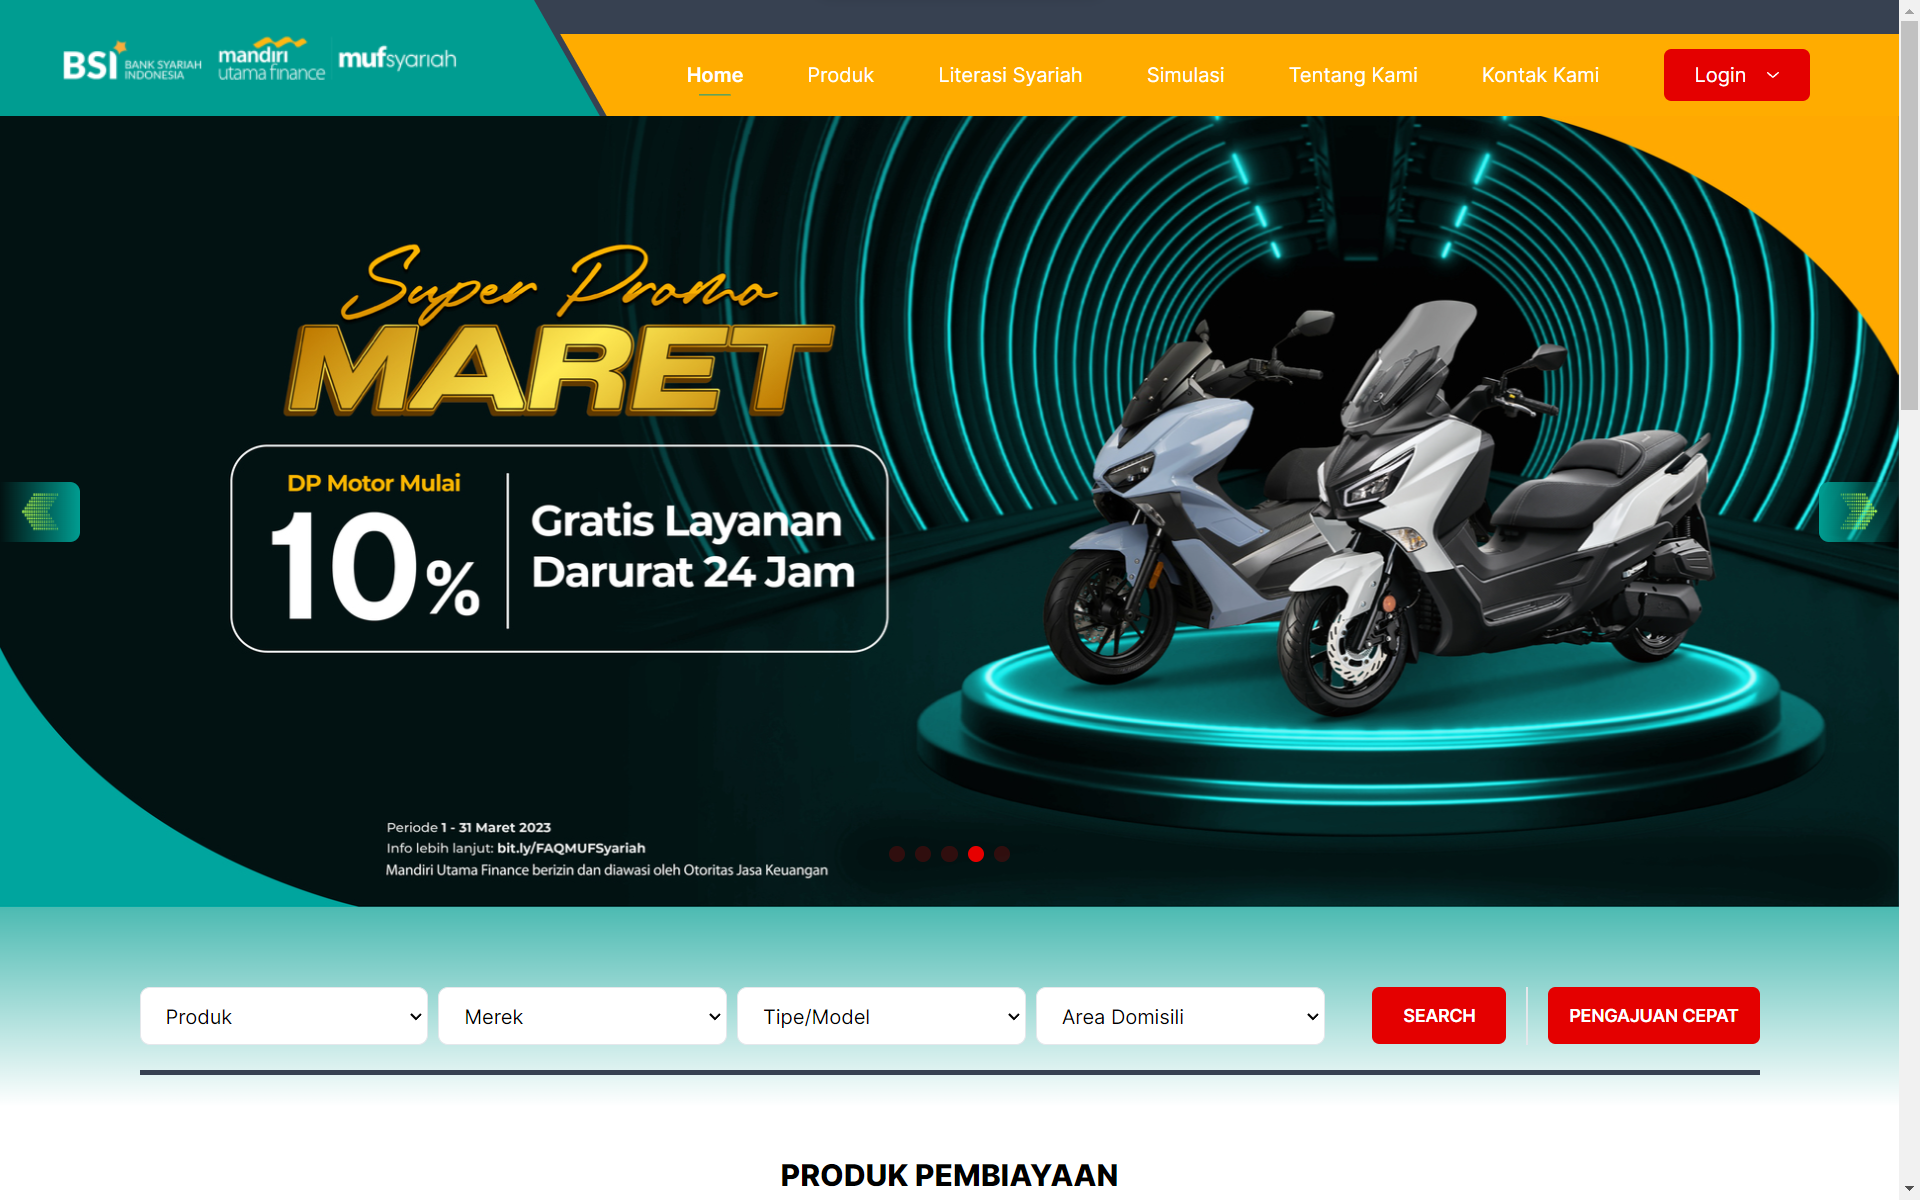 BSI BANK SYARIAH INDONESIA
mandiri utama finance
mufsyariah
Home
Produk
Literasi Syariah
Simulasi
Tentang Kami
Kontak Kami
Login
Super Promo
MARET
DP Motor Mulai
10%
Gratis Layanan
Darurat 24 Jam
Periode 1 - 31 Maret 2023
Info lebih lanjut: bit.ly/FAQMUFSyariah
Mandiri Utama Finance berizin dan diawasi oleh Otoritas Jasa Keuangan
Produk
Merek
Tipe/Model
Area Domisili
SEARCH
PENGAJUAN CEPAT
PRODUK PEMBIAYAAN